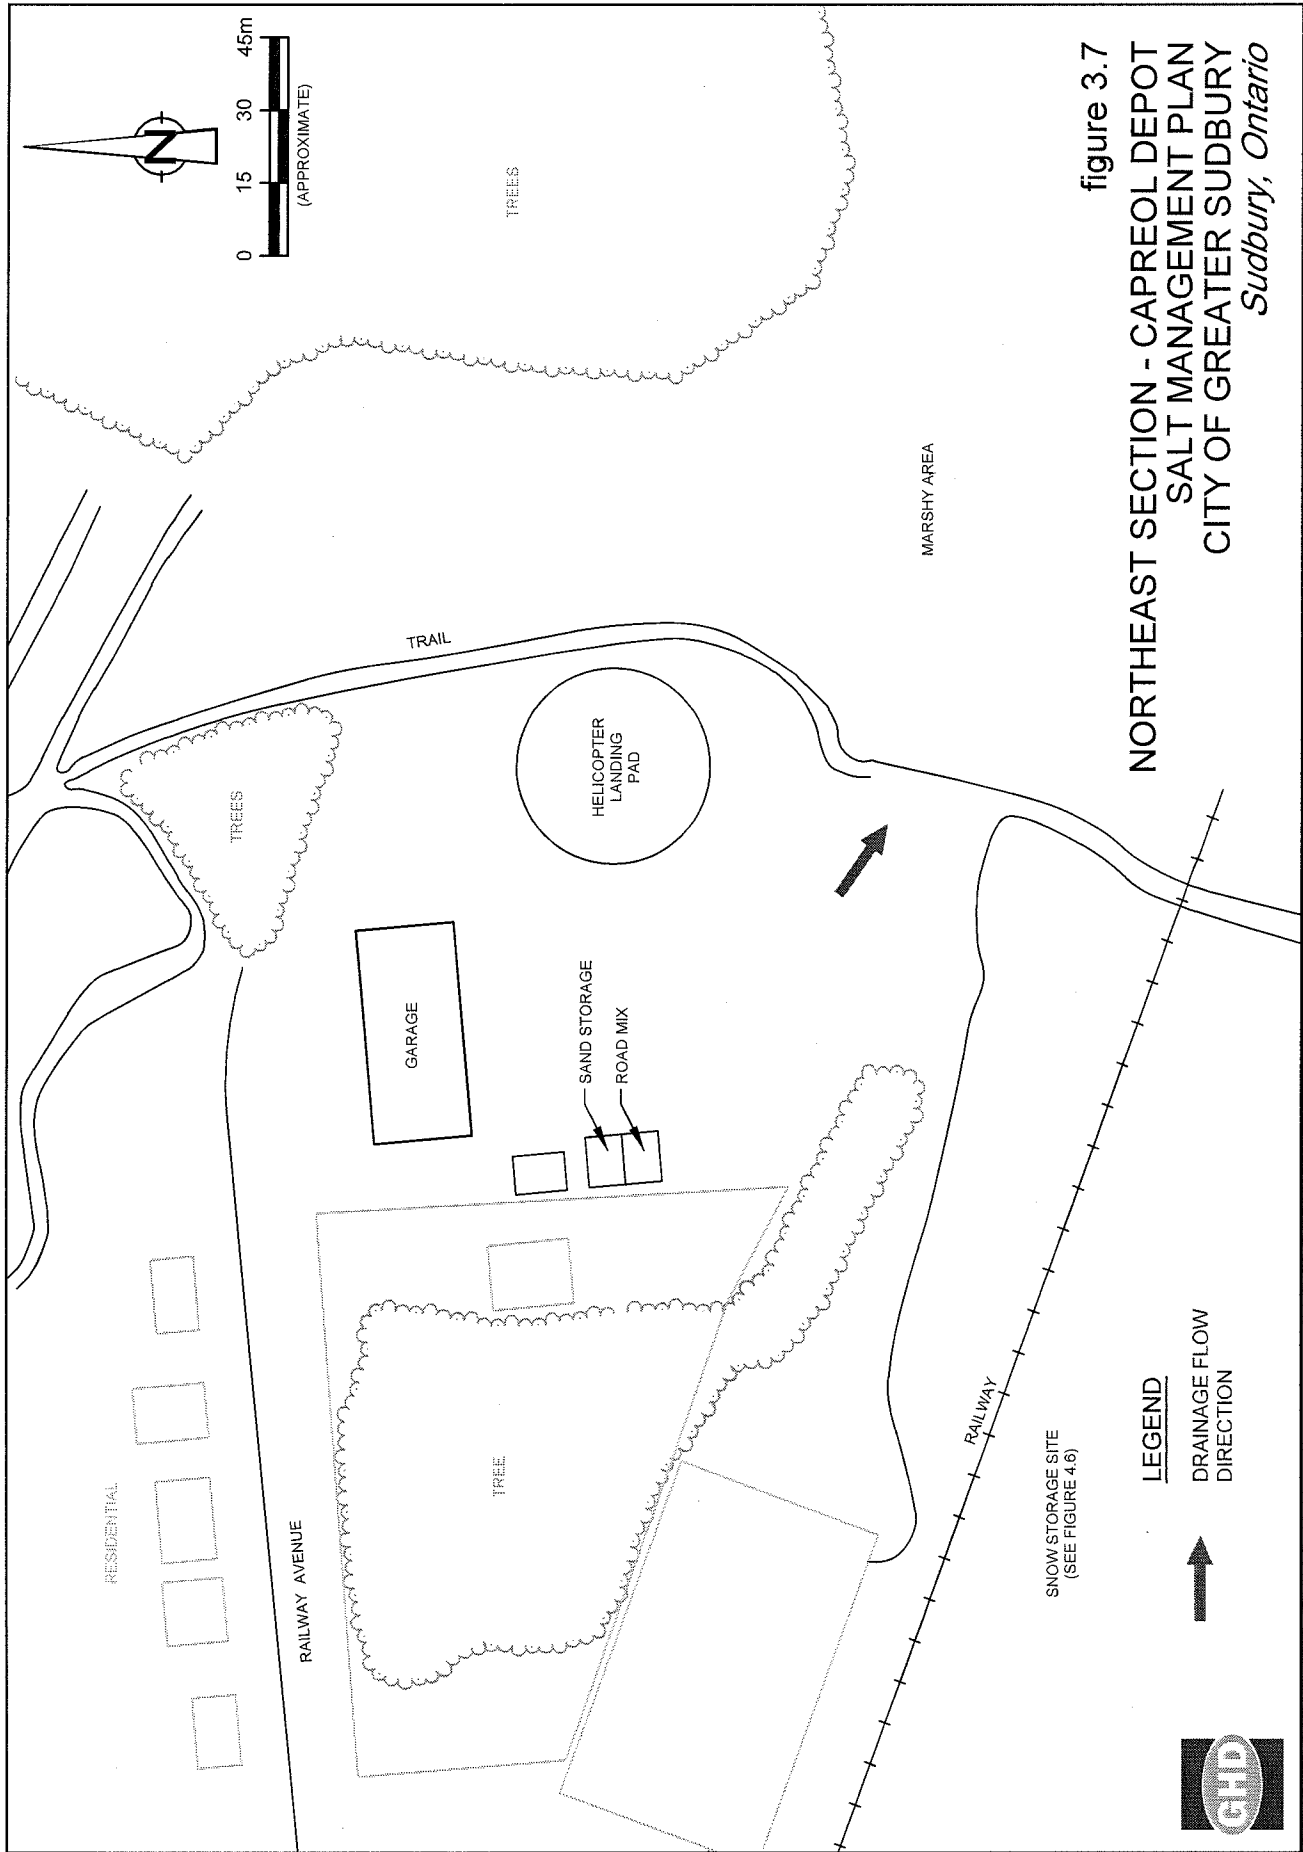 N
0 15 30 45m
(APPROXIMATE)
RESIDENTIAL
RAILWAY AVENUE
TREES
TRAIL
TREES
GARAGE
TREE
SAND STORAGE
ROAD MIX
HELICOPTER
LANDING
PAD
MARSHY AREA
RAILWAY
SNOW STORAGE SITE
(SEE FIGURE 4.6)
LEGEND
DRAINAGE FLOW
DIRECTION
GHD
figure 3.7
NORTHEAST SECTION - CAPREOL DEPOT
SALT MANAGEMENT PLAN
CITY OF GREATER SUDBURY
Sudbury, Ontario